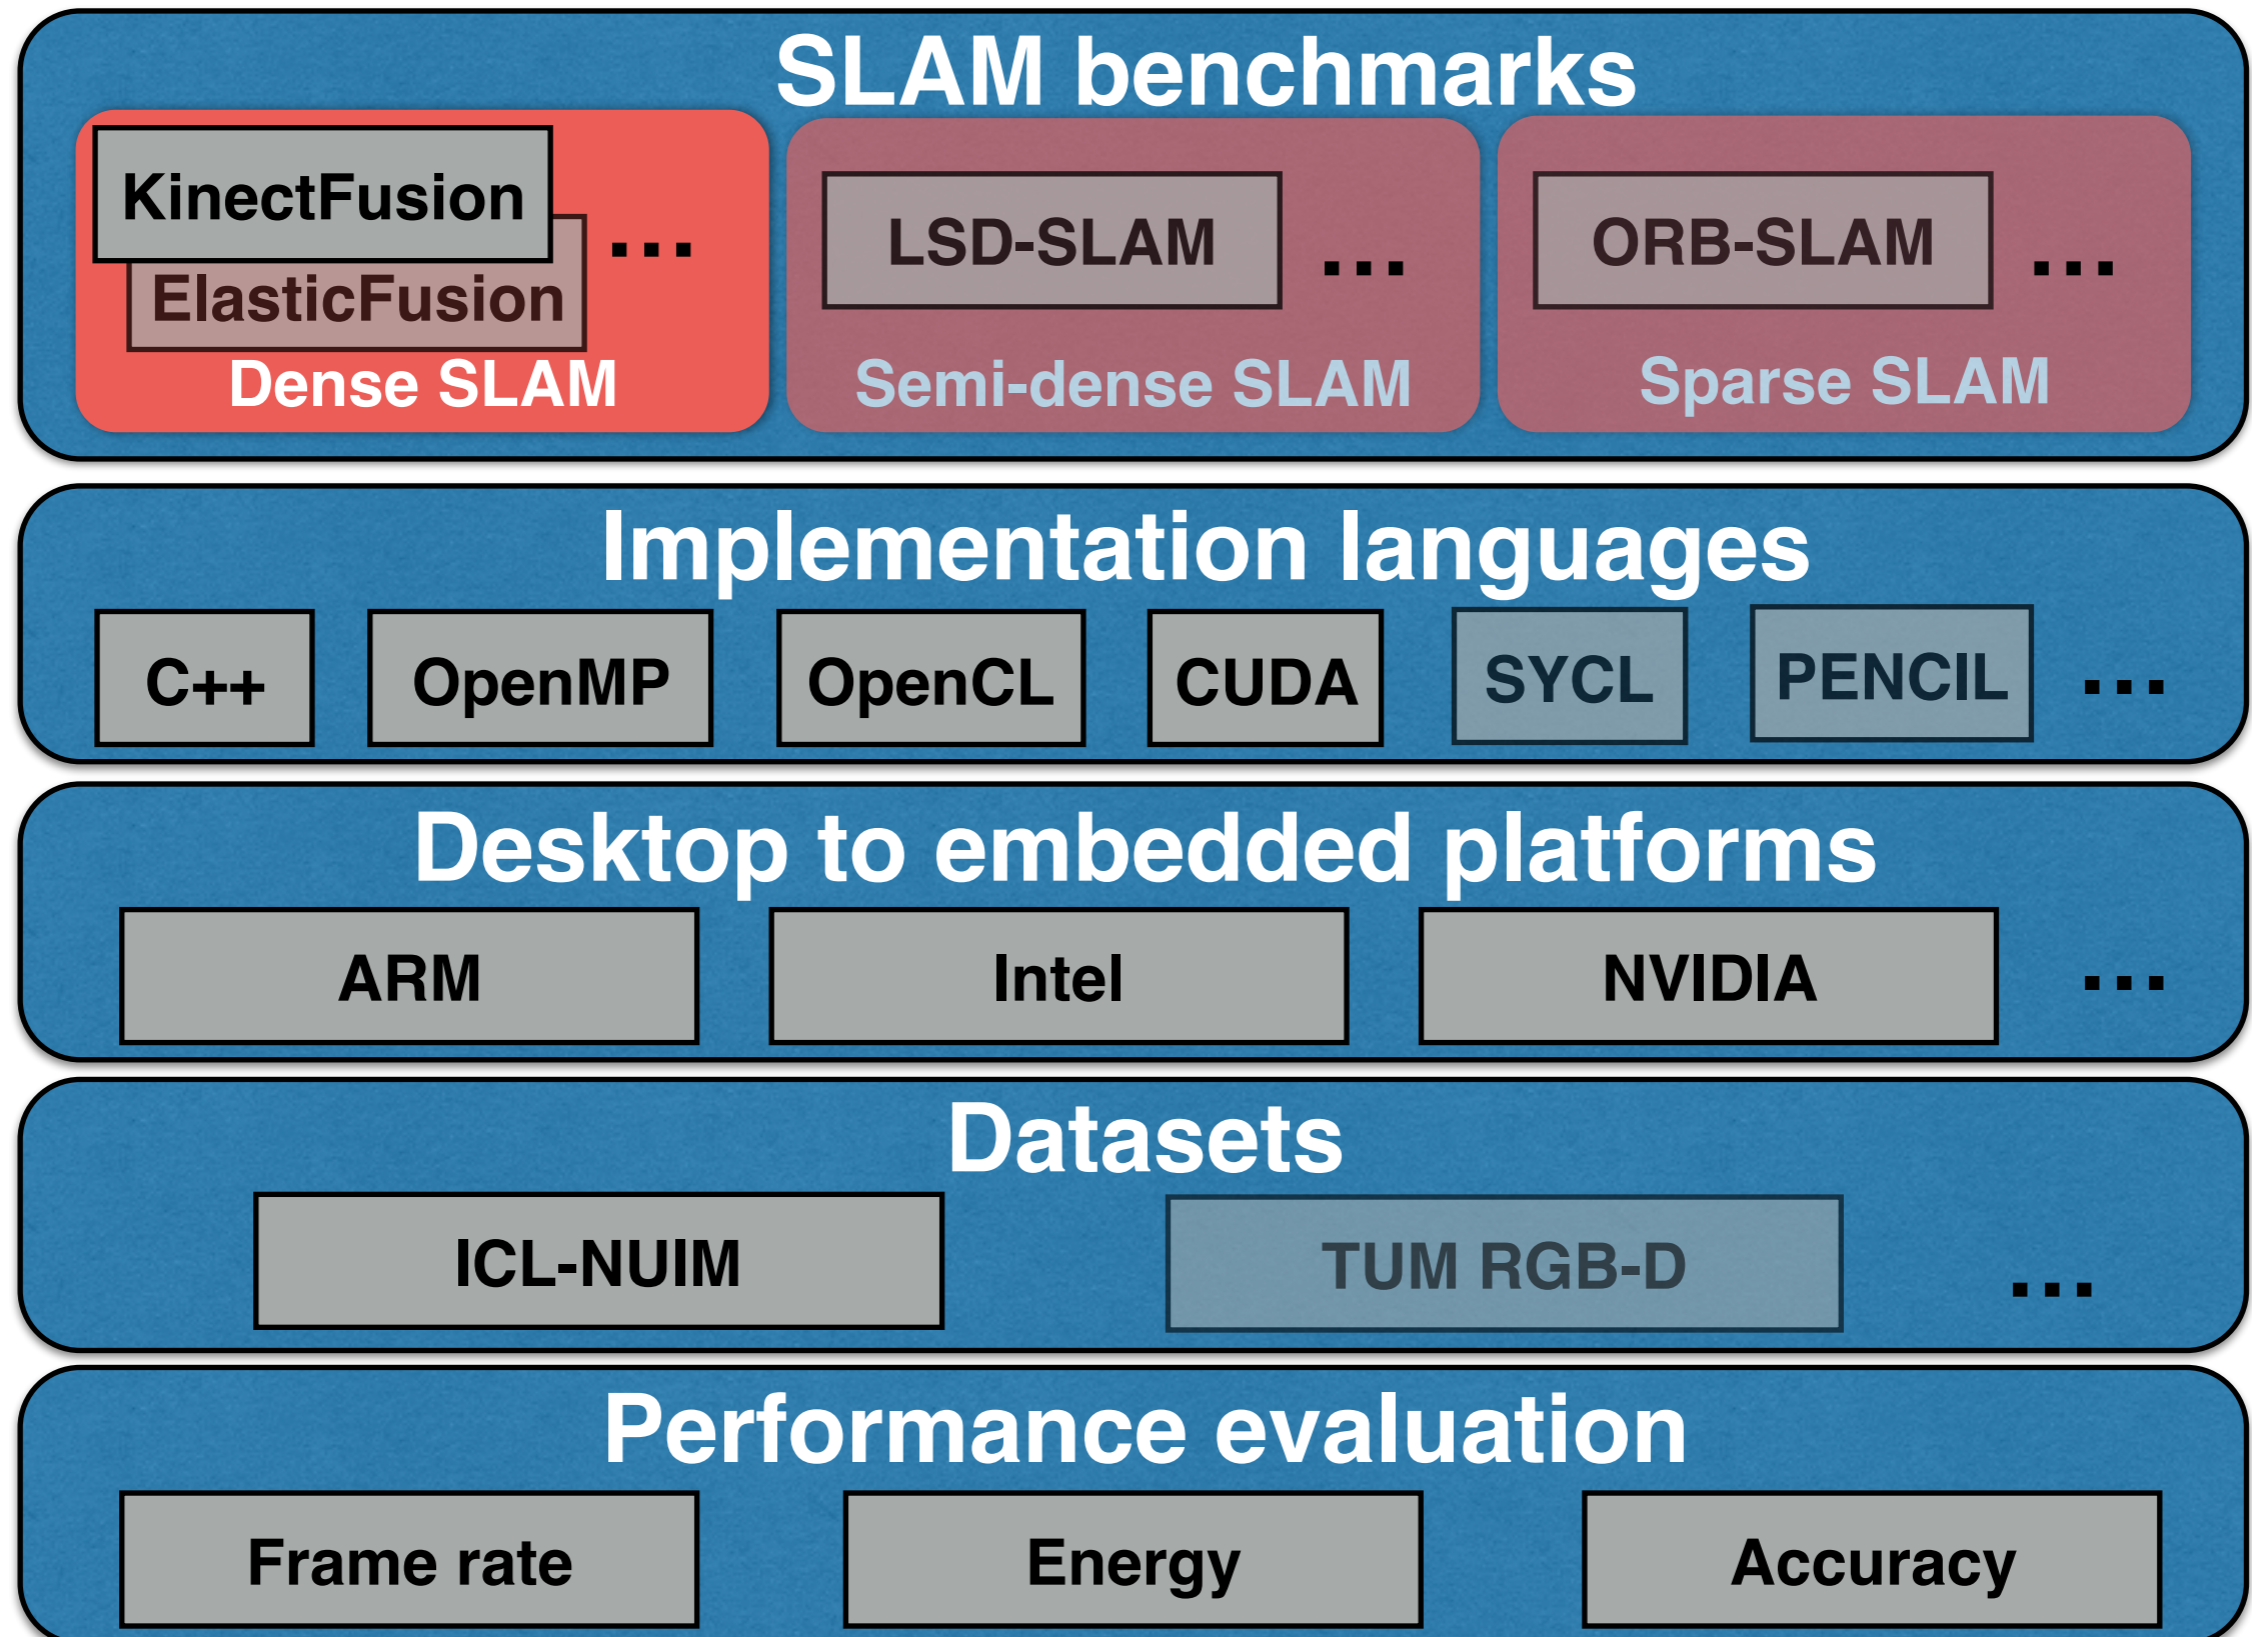 SLAM benchmarks
KinectFusion
ElasticFusion
...
Dense SLAM
LSD-SLAM
...
Semi-dense SLAM
ORB-SLAM
...
Sparse SLAM
Implementation languages
C++ OpenMP OpenCL CUDA SYCL PENCIL ...
Desktop to embedded platforms
ARM Intel NVIDIA ...
Datasets
ICL-NUIM TUM RGB-D ...
Performance evaluation
Frame rate Energy Accuracy